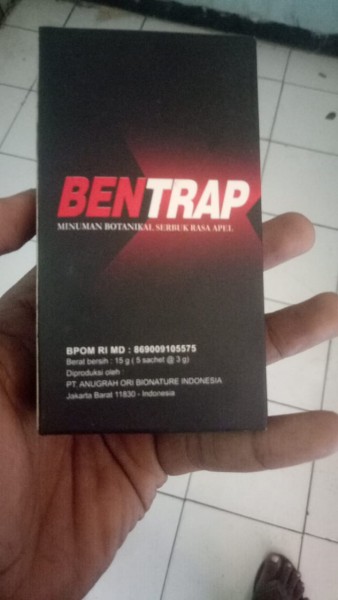 BENTRAP
MINUMAN BOTANIKAL SERBUK RASA APEL
BPOM RI MD : 869009105575
Berat bersih : 15 g ( 5 sachet @ 3 g )
Diproduksi oleh :
PT. ANUGRAH ORI BIONATURE INDONESIA
Jakarta Barat 11830 - Indonesia